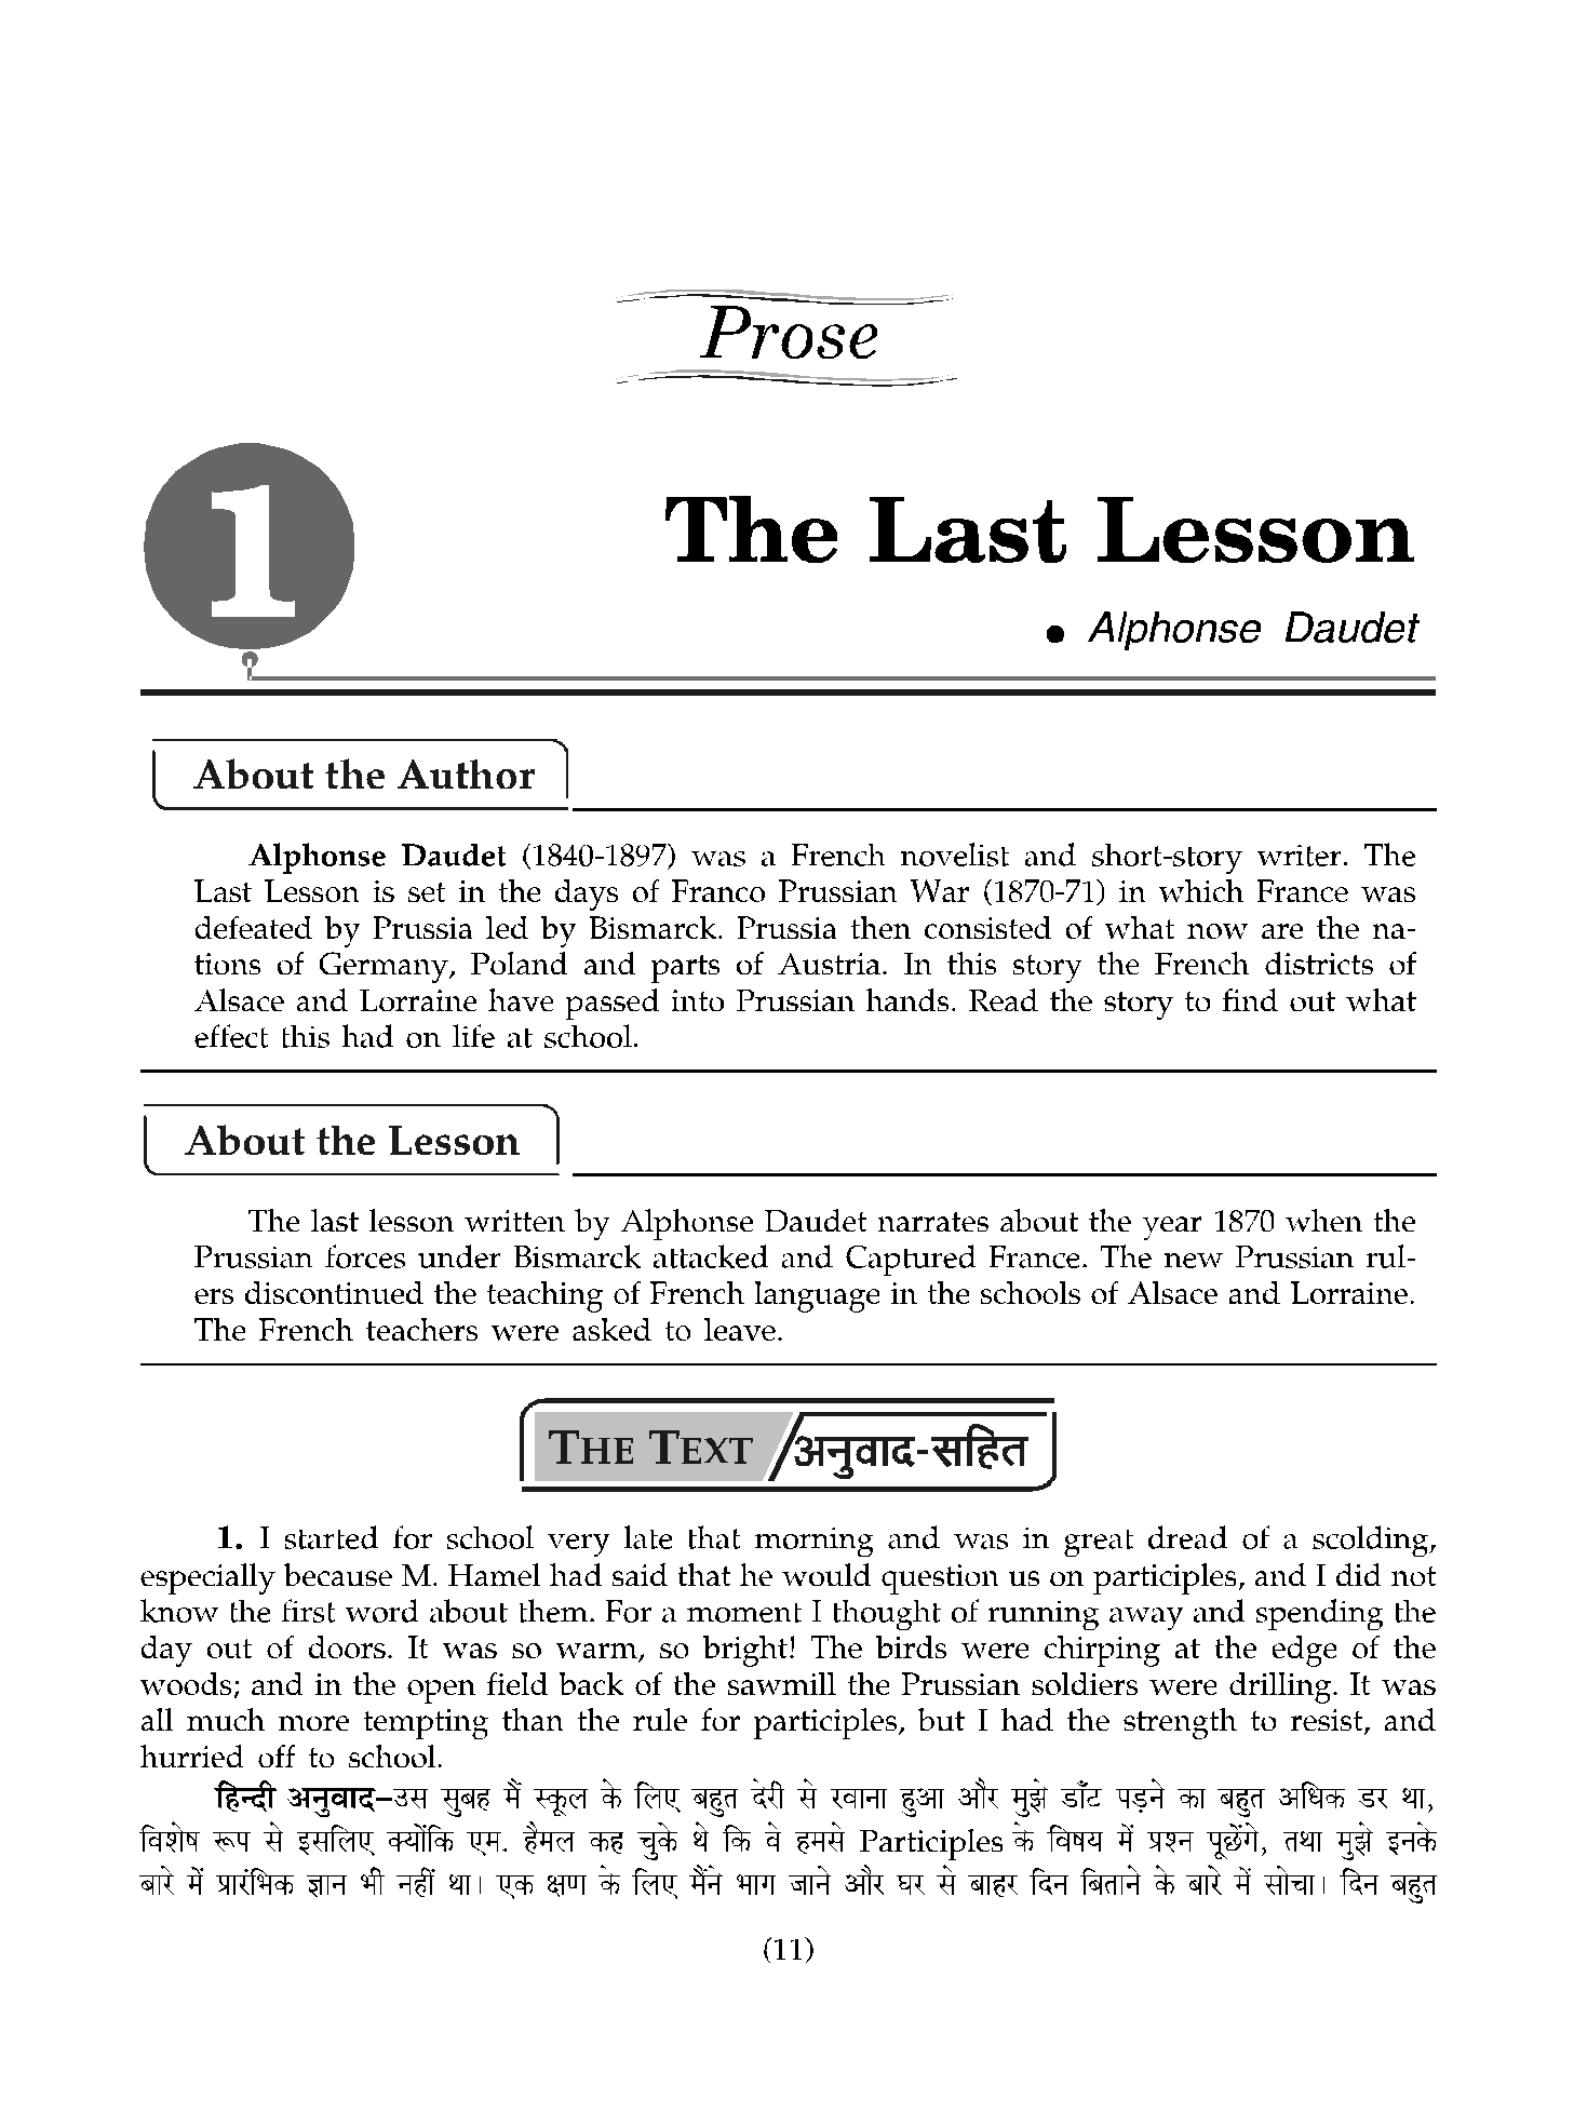 Prose
1
The Last Lesson
● Alphonse Daudet
About the Author
Alphonse Daudet (1840-1897) was a French novelist and short-story writer. The
Last Lesson is set in the days of Franco Prussian War (1870-71) in which France was
defeated by Prussia led by Bismarck. Prussia then consisted of what now are the na-
tions of Germany, Poland and parts of Austria. In this story the French districts of
Alsace and Lorraine have passed into Prussian hands. Read the story to find out what
effect this had on life at school.
About the Lesson
The last lesson written by Alphonse Daudet narrates about the year 1870 when the
Prussian forces under Bismarck attacked and Captured France. The new Prussian rul-
ers discontinued the teaching of French language in the schools of Alsace and Lorraine.
The French teachers were asked to leave.
THE TEXT / अनुवाद-सहित
1. I started for school very late that morning and was in great dread of a scolding,
especially because M. Hamel had said that he would question us on participles, and I did not
know the first word about them. For a moment I thought of running away and spending the
day out of doors. It was so warm, so bright! The birds were chirping at the edge of the
woods; and in the open field back of the sawmill the Prussian soldiers were drilling. It was
all much more tempting than the rule for participles, but I had the strength to resist, and
hurried off to school.
हिन्दी अनुवाद–उस सुबह मैं स्कूल के लिए बहुत देरी से रवाना हुआ और मुझे डाँट पड़ने का बहुत अधिक डर था,
विशेष रूप से इसलिए क्योंकि एम. हैमल कह चुके थे कि वे हमसे Participles के विषय में प्रश्न पूछेंगे, तथा मुझे इनके
बारे में प्रारंभिक ज्ञान भी नहीं था। एक क्षण के लिए मैंने भाग जाने और घर से बाहर दिन बिताने के बारे में सोचा। दिन बहुत
(11)